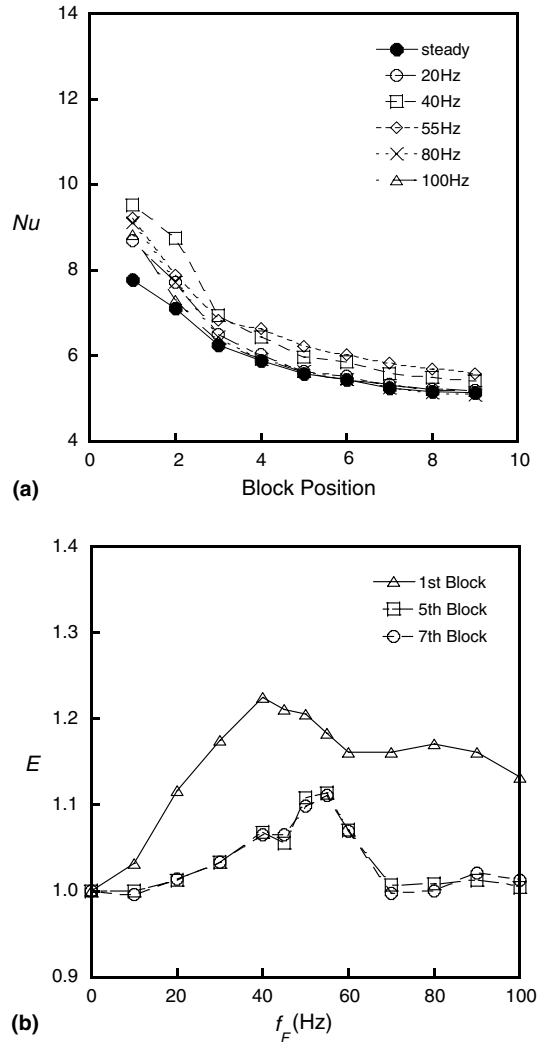 14
12
10
8
6
4
Nu
steady
20Hz
40Hz
55Hz
80Hz
100Hz
0 2 4 6 8 10
(a) Block Position
1.4
1.3
1.2
1.1
1.0
0.9
E
1st Block
5th Block
7th Block
0 20 40 60 80 100
(b) f_F(Hz)